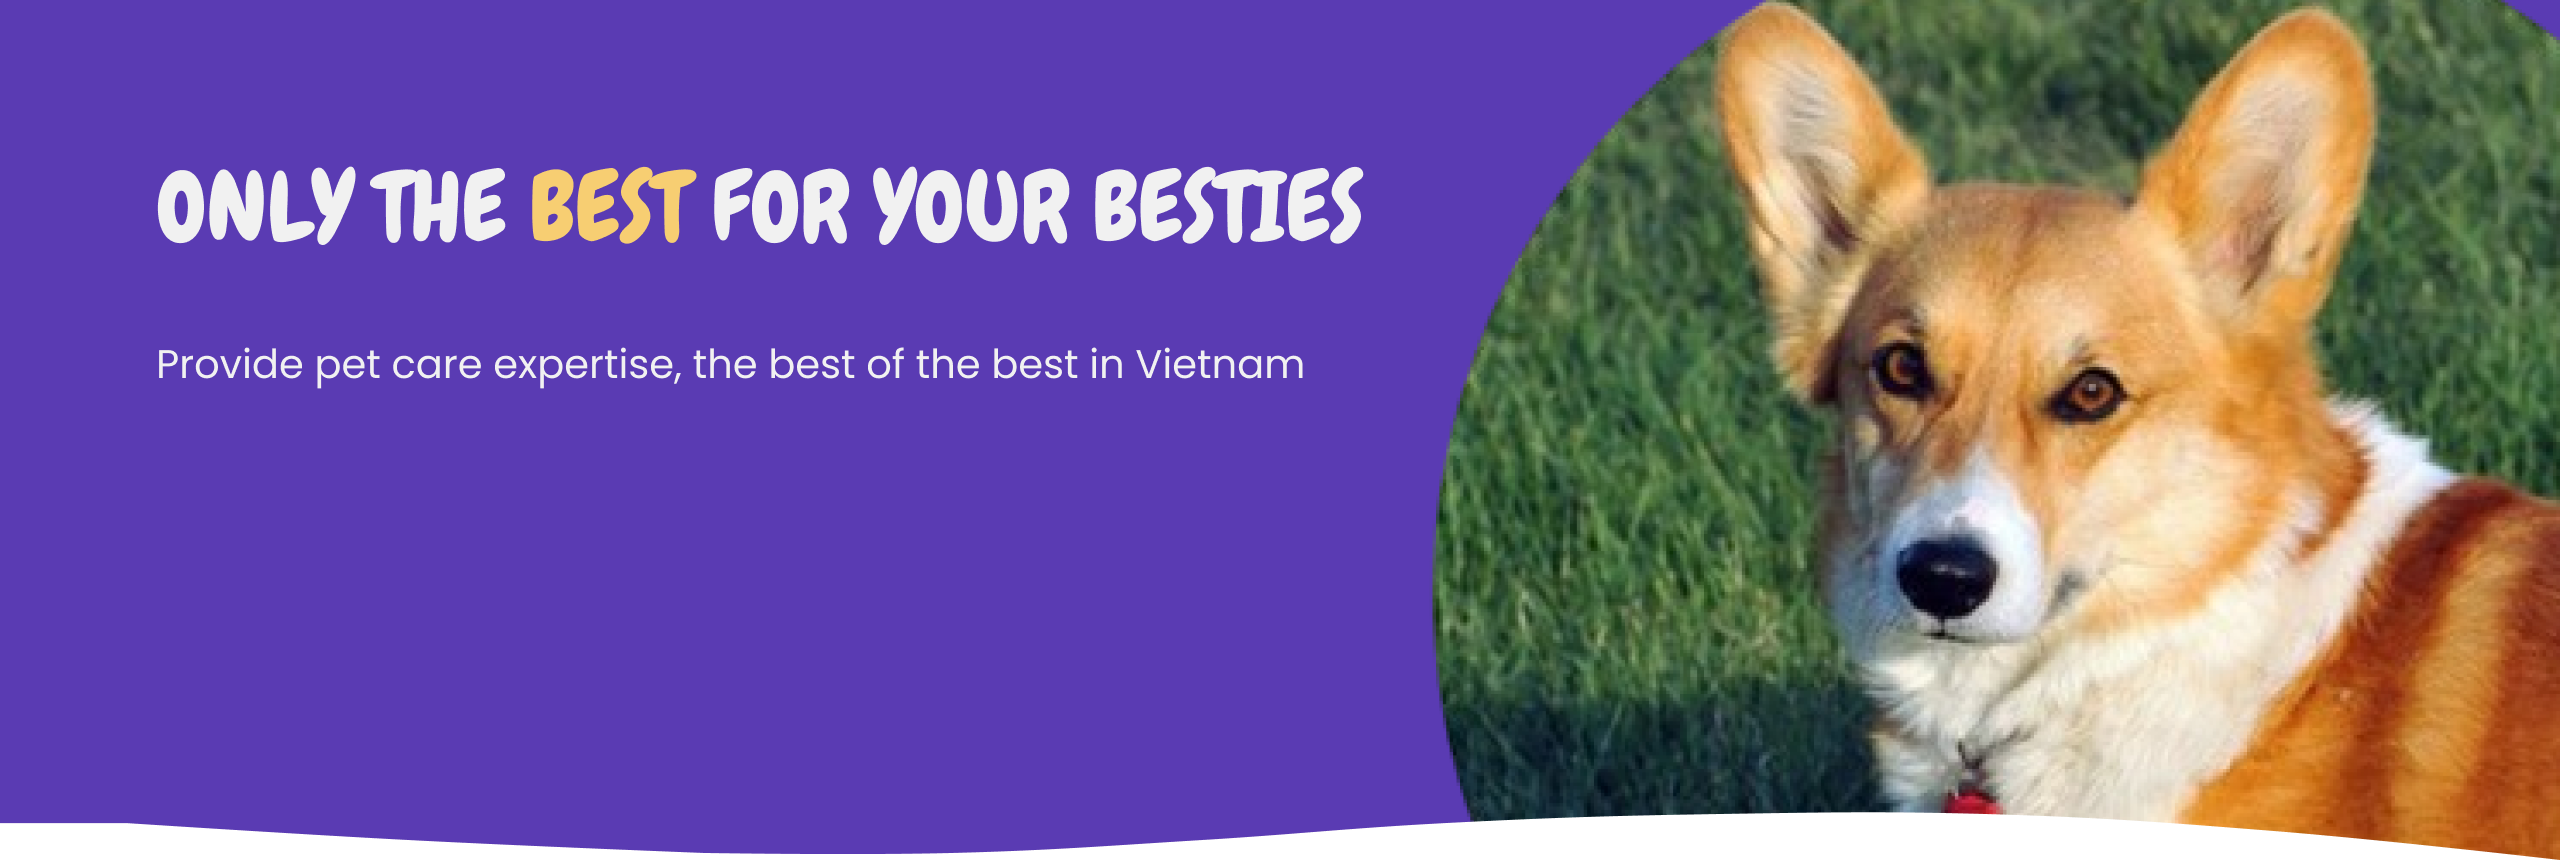 ONLY THE BEST FOR YOUR BESTIES
Provide pet care expertise, the best of the best in Vietnam